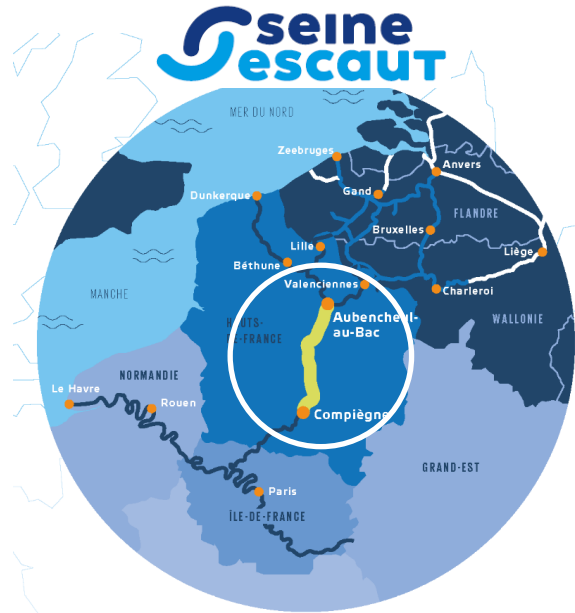 seine
escaut
MER DU NORD
Zeebruges
Anvers
Dunkerque
Gand
FLANDRE
Bruxelles
Lille
Liège
Béthune
Valenciennes
Charleroi
MANCHE
WALLONIE
Aubencheul-
au-Bac
HAUTS-
DE-FRANCE
NORMANDIE
Le Havre
Rouen
Compiègne
GRAND-EST
Paris
ÎLE-DE-FRANCE